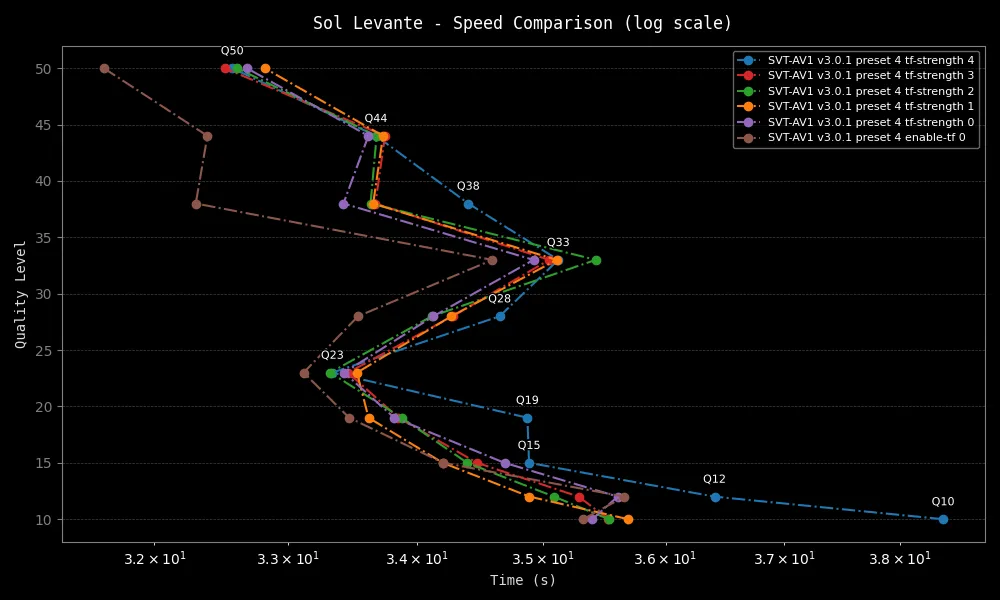 Sol Levante - Speed Comparison (log scale)
SVT-AV1 v3.0.1 preset 4 tf-strength 4
SVT-AV1 v3.0.1 preset 4 tf-strength 3
SVT-AV1 v3.0.1 preset 4 tf-strength 2
SVT-AV1 v3.0.1 preset 4 tf-strength 1
SVT-AV1 v3.0.1 preset 4 tf-strength 0
SVT-AV1 v3.0.1 preset 4 enable-tf 0
Quality Level
50
45
40
35
30
25
20
15
10
Q50
Q44
Q38
Q33
Q28
Q23
Q19
Q15
Q12
Q10
3.2 × 10¹
3.3 × 10¹
3.4 × 10¹
3.5 × 10¹
3.6 × 10¹
3.7 × 10¹
3.8 × 10¹
Time (s)